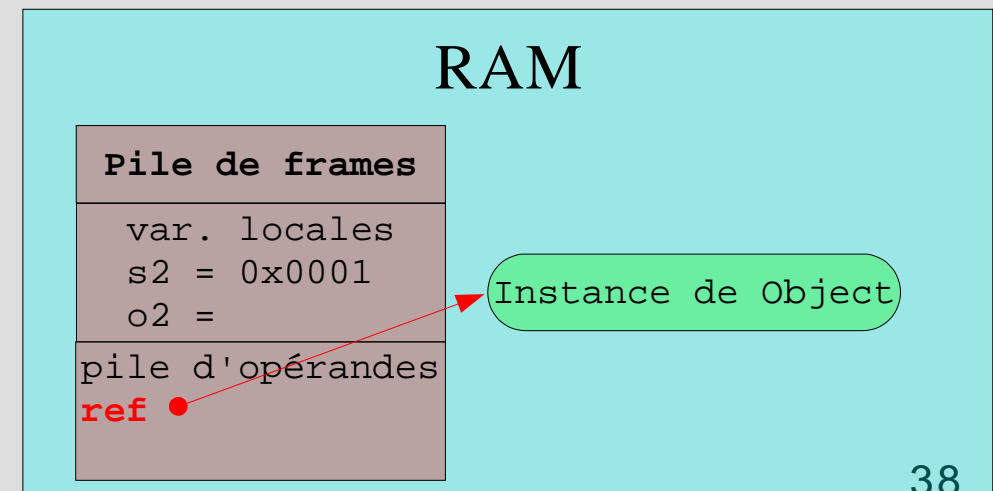 RAM
Pile de frames
var. locales
s2 = 0x0001
o2 =
Instance de Object
pile d'opérandes
ref
38